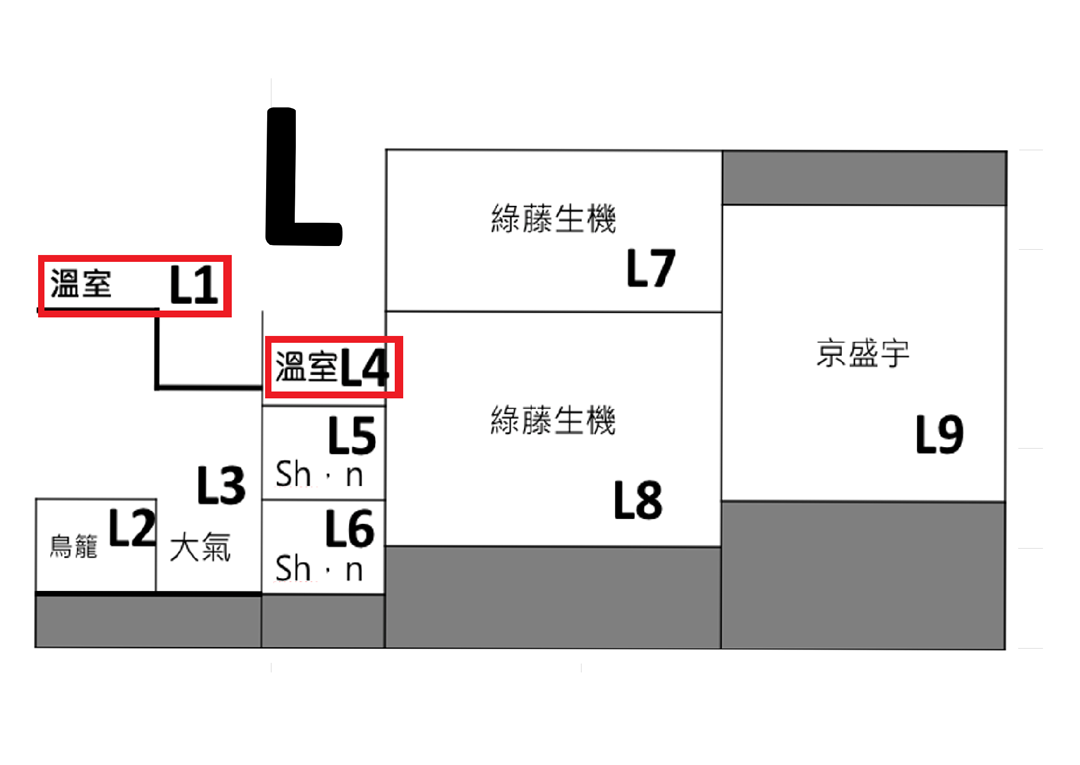 L
溫室 L1
鳥籠 L2
大氣 L3
溫室 L4
L5
Sh · n
L6
Sh · n
綠藤生機
L7
綠藤生機
L8
京盛宇
L9